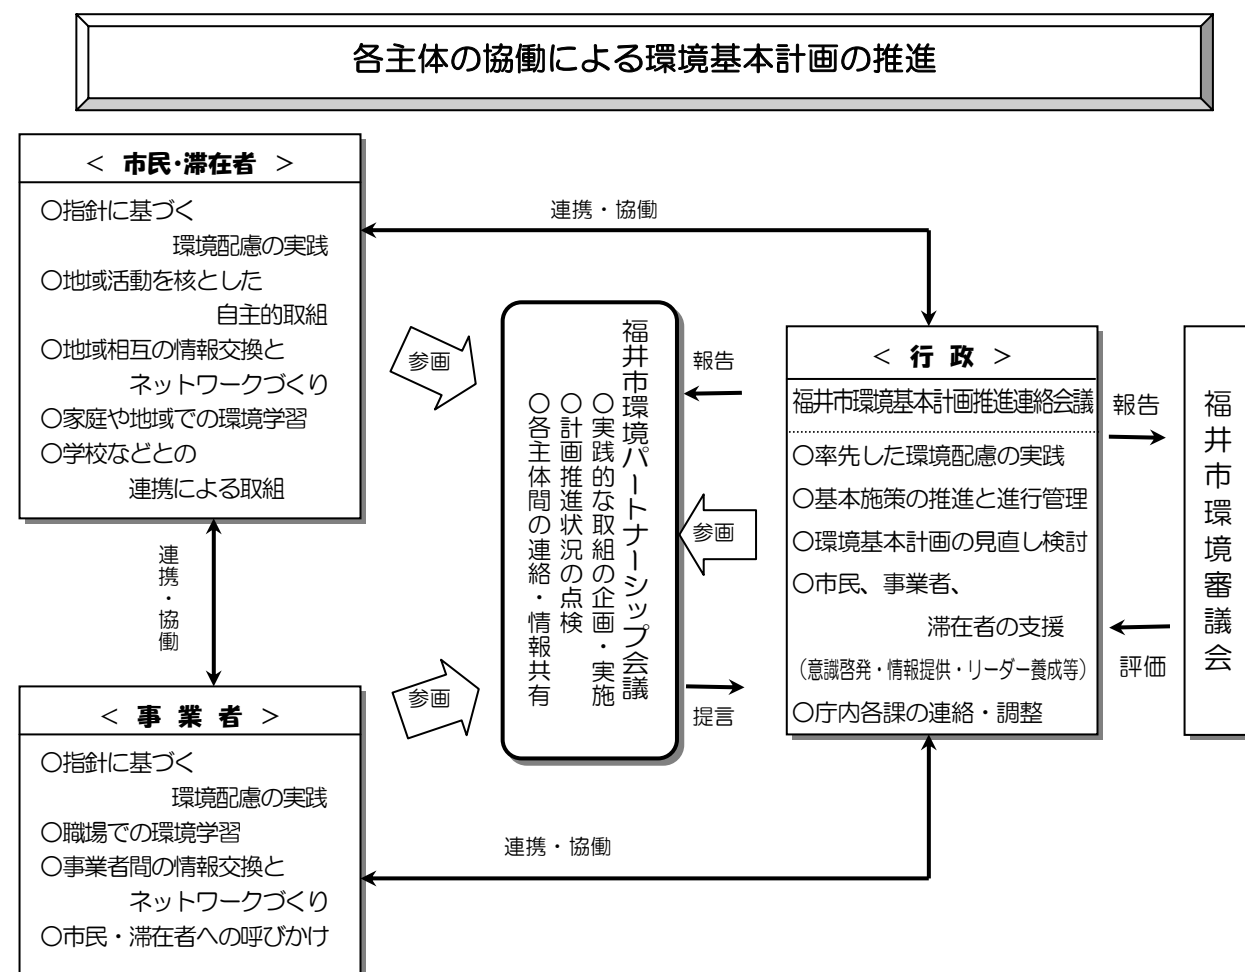 各主体の協働による環境基本計画の推進
＜ 市民・滞在者 ＞
○指針に基づく
環境配慮の実践
○地域活動を核とした
自主的取組
○地域相互の情報交換と
ネットワークづくり
○家庭や地域での環境学習
○学校などとの
連携による取組
連携・協働
連携・協働
＜ 事 業 者 ＞
○指針に基づく
環境配慮の実践
○職場での環境学習
○事業者間の情報交換と
ネットワークづくり
○市民・滞在者への呼びかけ
連携・協働
参画
参画
福井市環境パートナーシップ会議
○実践的な取組の企画・実施
○計画推進状況の点検
○各主体間の連絡・情報共有
報告
参画
提言
＜ 行 政 ＞
福井市環境基本計画推進連絡会議
○率先した環境配慮の実践
○基本施策の推進と進行管理
○環境基本計画の見直し検討
○市民、事業者、
滞在者の支援
（意識啓発・情報提供・リーダー養成等）
○庁内各課の連絡・調整
報告
評価
福井市環境審議会